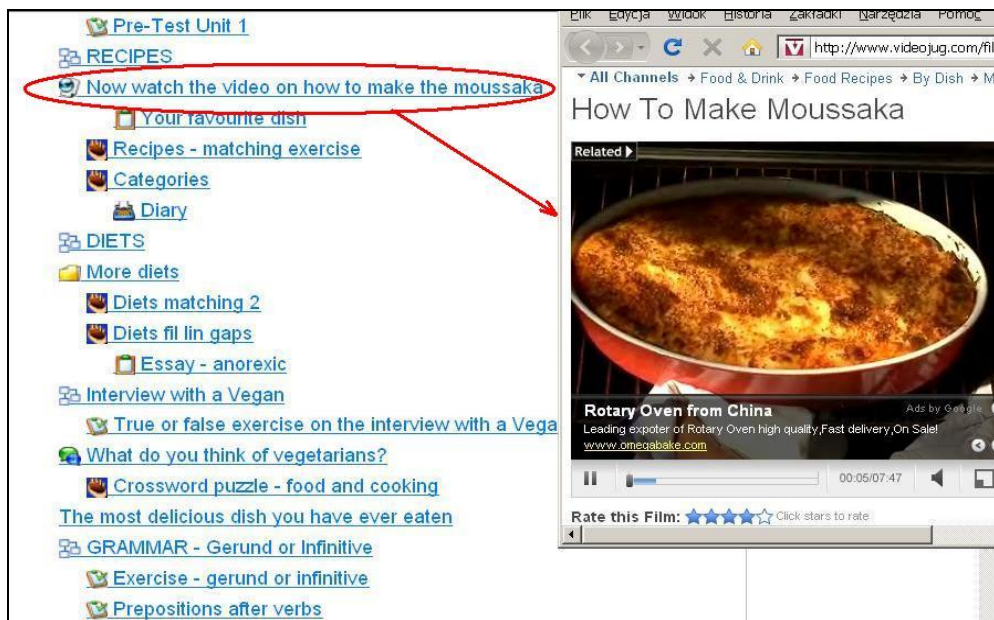 Pre-Test Unit 1
RECIPES
Now watch the video on how to make the moussaka
Your favourite dish
Recipes - matching exercise
Categories
Diary
DIETS
More diets
Diets matching 2
Diets fil lin gaps
Essay - anorexic
Interview with a Vegan
True or false exercise on the interview with a Vega
What do you think of vegetarians?
Crossword puzzle - food and cooking
The most delicious dish you have ever eaten
GRAMMAR - Gerund or Infinitive
Exercise - gerund or infinitive
Prepositions after verbs
Plik Edycja Widok Historia Zakładki Narzędzia Pomoc
http://www.videojug.com/fil
All Channels Food & Drink Food Recipes By Dish M
How To Make Moussaka
Related
Rotary Oven from China Ads by Google
Leading expoter of Rotary Oven high quality,Fast delivery,On Sale!
www.omegabake.com
00:05/07:47
Rate this Film: Click stars to rate